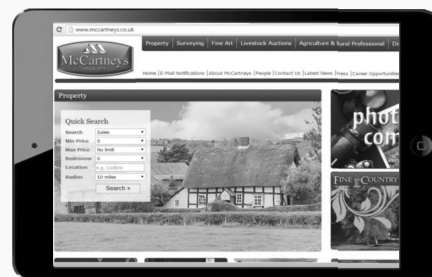 www.mccartneys.co.uk
McCartneys
Property Surveying Fine Art Livestock Auctions Agriculture & Rural Professional
Home |E-Mail Notifications |About McCartneys |People |Contact Us |Latest News |Press |Career Opportunities
Property
Quick Search
Search Sales
Min Price 0
Max Price No limit
Bedrooms 0
Location e.g. Ludlow
Radius 10 miles
Search »
phot
com
FINE COUNTRY